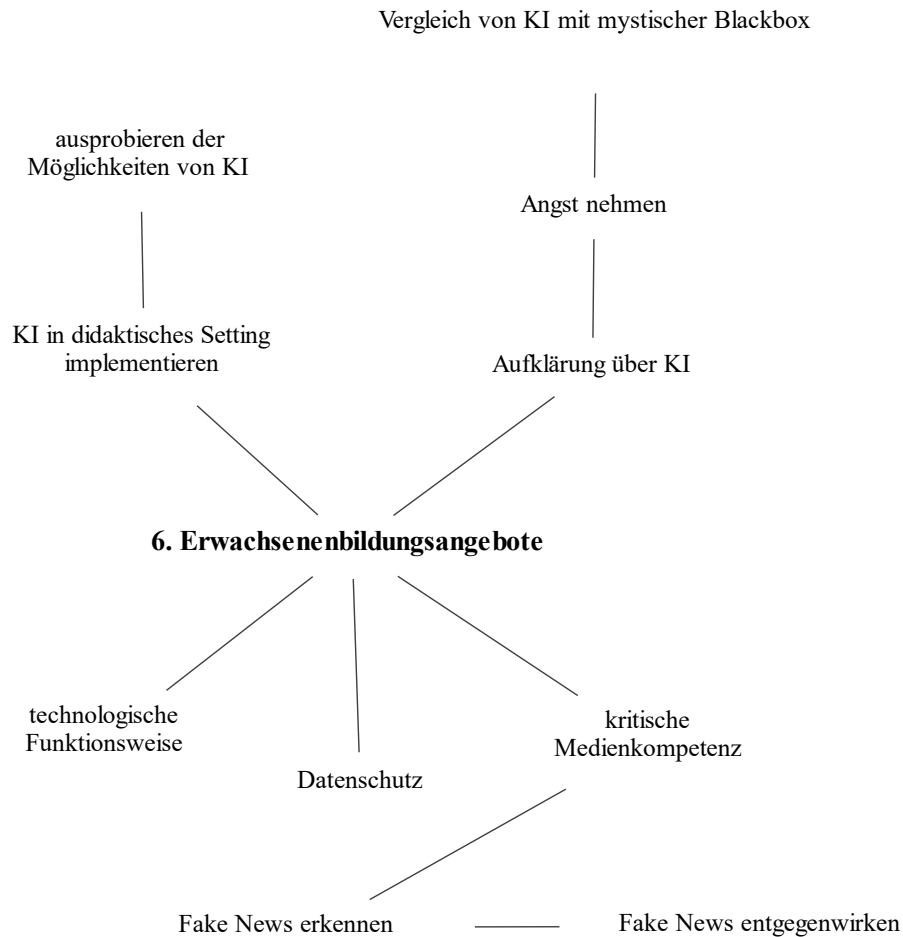 Vergleich von KI mit mystischer Blackbox
ausprobieren der
Möglichkeiten von KI
Angst nehmen
KI in didaktisches Setting
implementieren
Aufklärung über KI
6. Erwachsenenbildungsangebote
technologische
Funktionsweise
kritische
Medienkompetenz
Datenschutz
Fake News erkennen
Fake News entgegenwirken